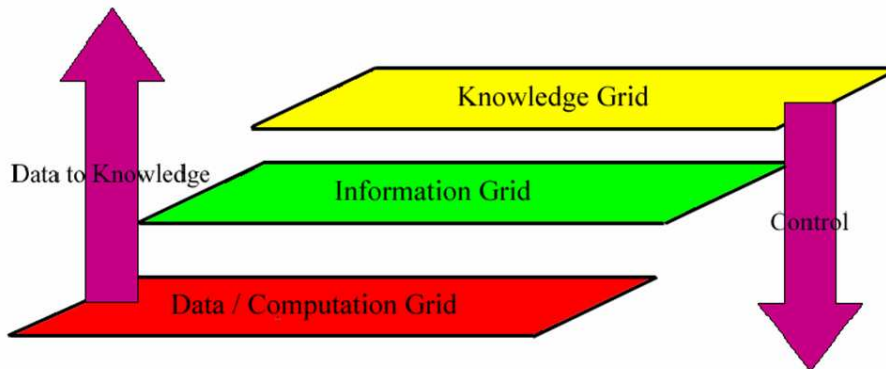 Knowledge Grid
Data to Knowledge
Information Grid
Control
Data / Computation Grid